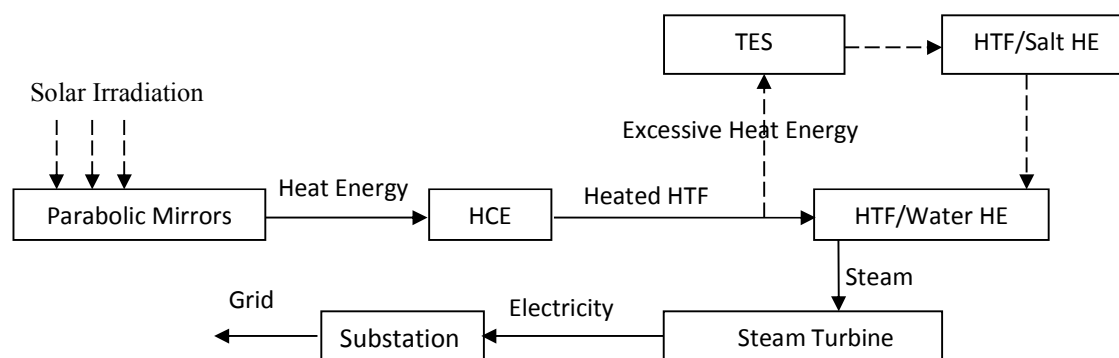 TES
HTF/Salt HE
Solar Irradiation
Excessive Heat Energy
Heat Energy
Heated HTF
Parabolic Mirrors
HCE
HTF/Water HE
Steam
Grid
Electricity
Substation
Steam Turbine